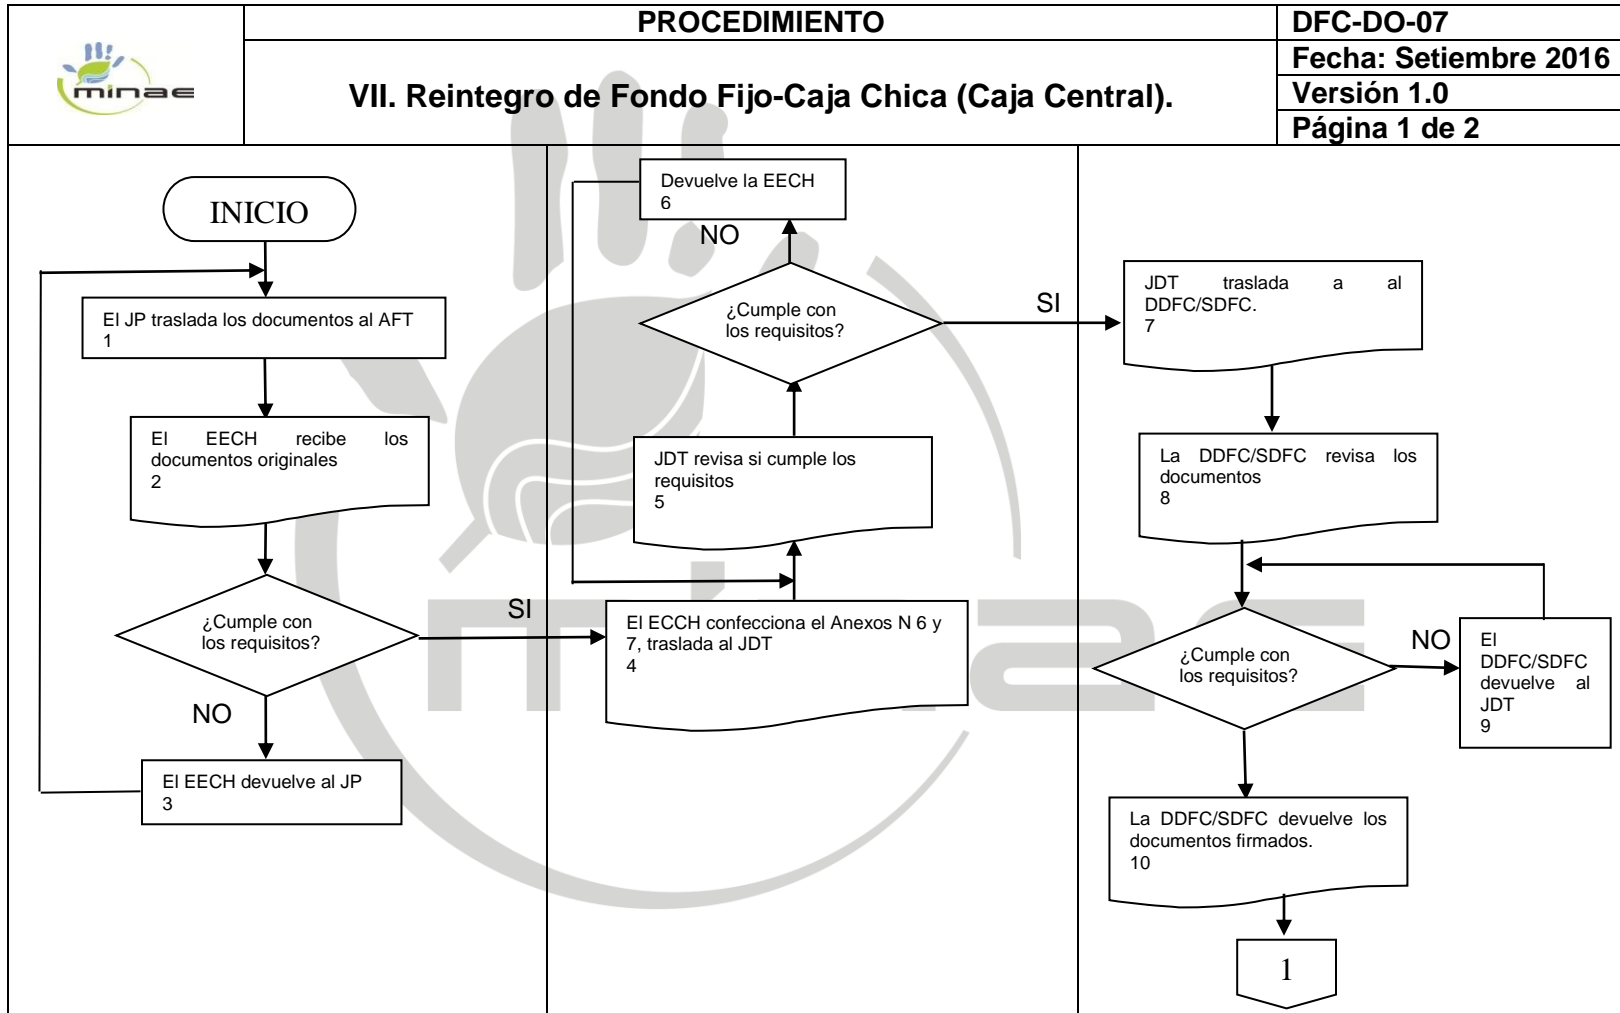 minae
PROCEDIMIENTO
VII. Reintegro de Fondo Fijo-Caja Chica (Caja Central).
DFC-DO-07
Fecha: Setiembre 2016
Versión 1.0
Página 1 de 2
INICIO
El JP traslada los documentos al AFT
1
El EECH recibe los
documentos originales
2
¿Cumple con
los requisitos?
SI
NO
El EECH devuelve al JP
3
Devuelve la EECH
6
NO
¿Cumple con
los requisitos?
SI
JDT revisa si cumple los
requisitos
5
El ECCH confecciona el Anexos N 6 y
7, traslada al JDT
4
JDT traslada a al
DDFC/SDFC.
7
La DDFC/SDFC revisa los
documentos
8
¿Cumple con
los requisitos?
NO
El
DDFC/SDFC
devuelve al
JDT
9
La DDFC/SDFC devuelve los
documentos firmados.
10
1
minae